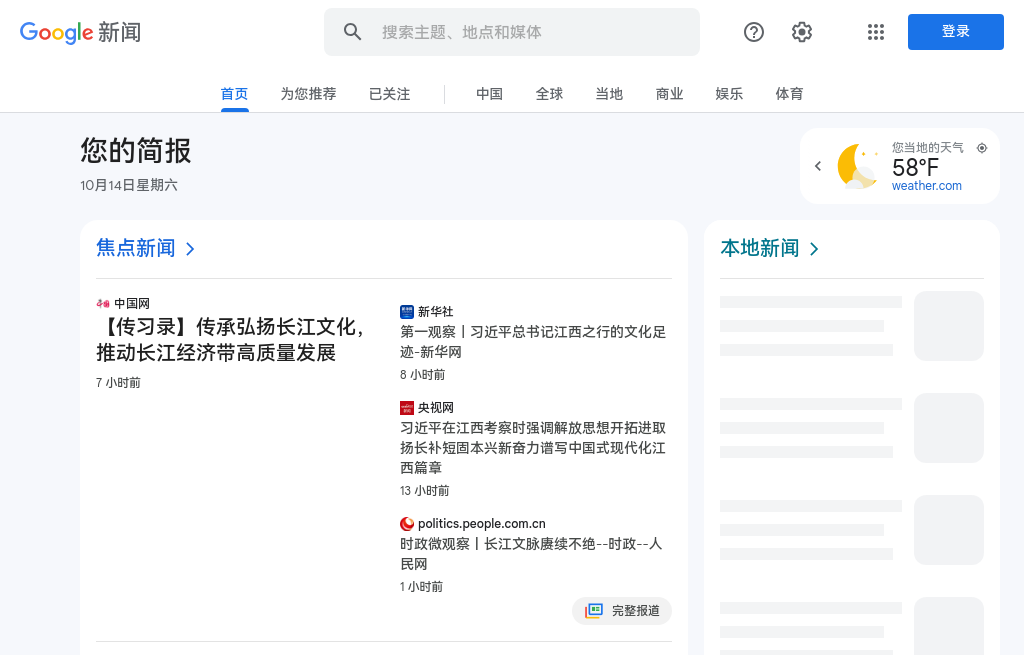 Google 新闻
搜索主题、地点和媒体
登录
首页
为您推荐
已关注
中国
全球
当地
商业
娱乐
体育
您的简报
10月14日星期六
您当地的天气
58°F
weather.com
焦点新闻
中国网
【传习录】传承弘扬长江文化，
推动长江经济带高质量发展
7 小时前
新华社
第一观察丨习近平总书记江西之行的文化足
迹-新华网
8 小时前
央视网
习近平在江西考察时强调解放思想开拓进取
扬长补短固本兴新奋力谱写中国式现代化江
西篇章
13 小时前
politics.people.com.cn
时政微观察丨长江文脉赓续不绝--时政--人
民网
1 小时前
完整报道
本地新闻